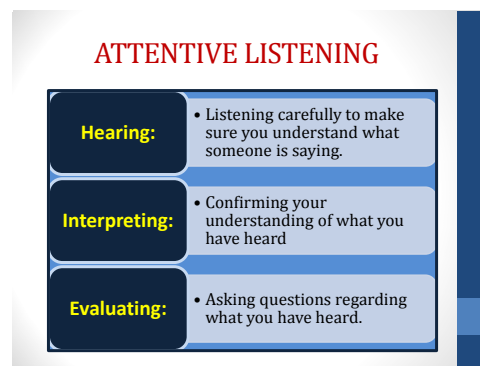 ATTENTIVE LISTENING
Hearing:
• Listening carefully to make
sure you understand what
someone is saying.
Interpreting:
• Confirming your
understanding of what you
have heard
Evaluating:
• Asking questions regarding
what you have heard.